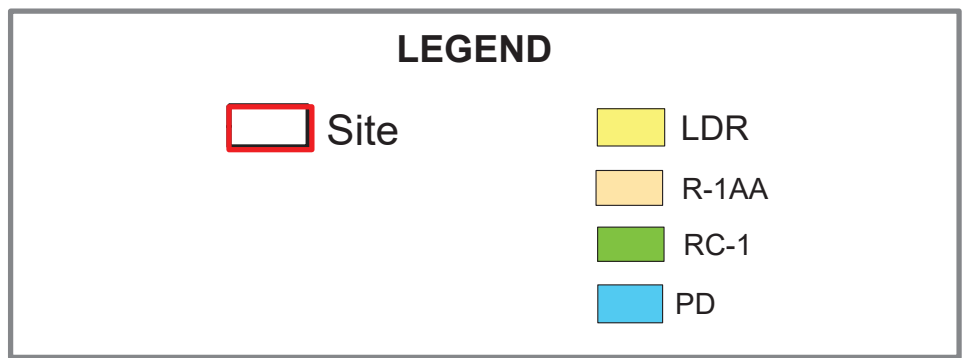 LEGEND
Site
LDR
R-1AA
RC-1
PD